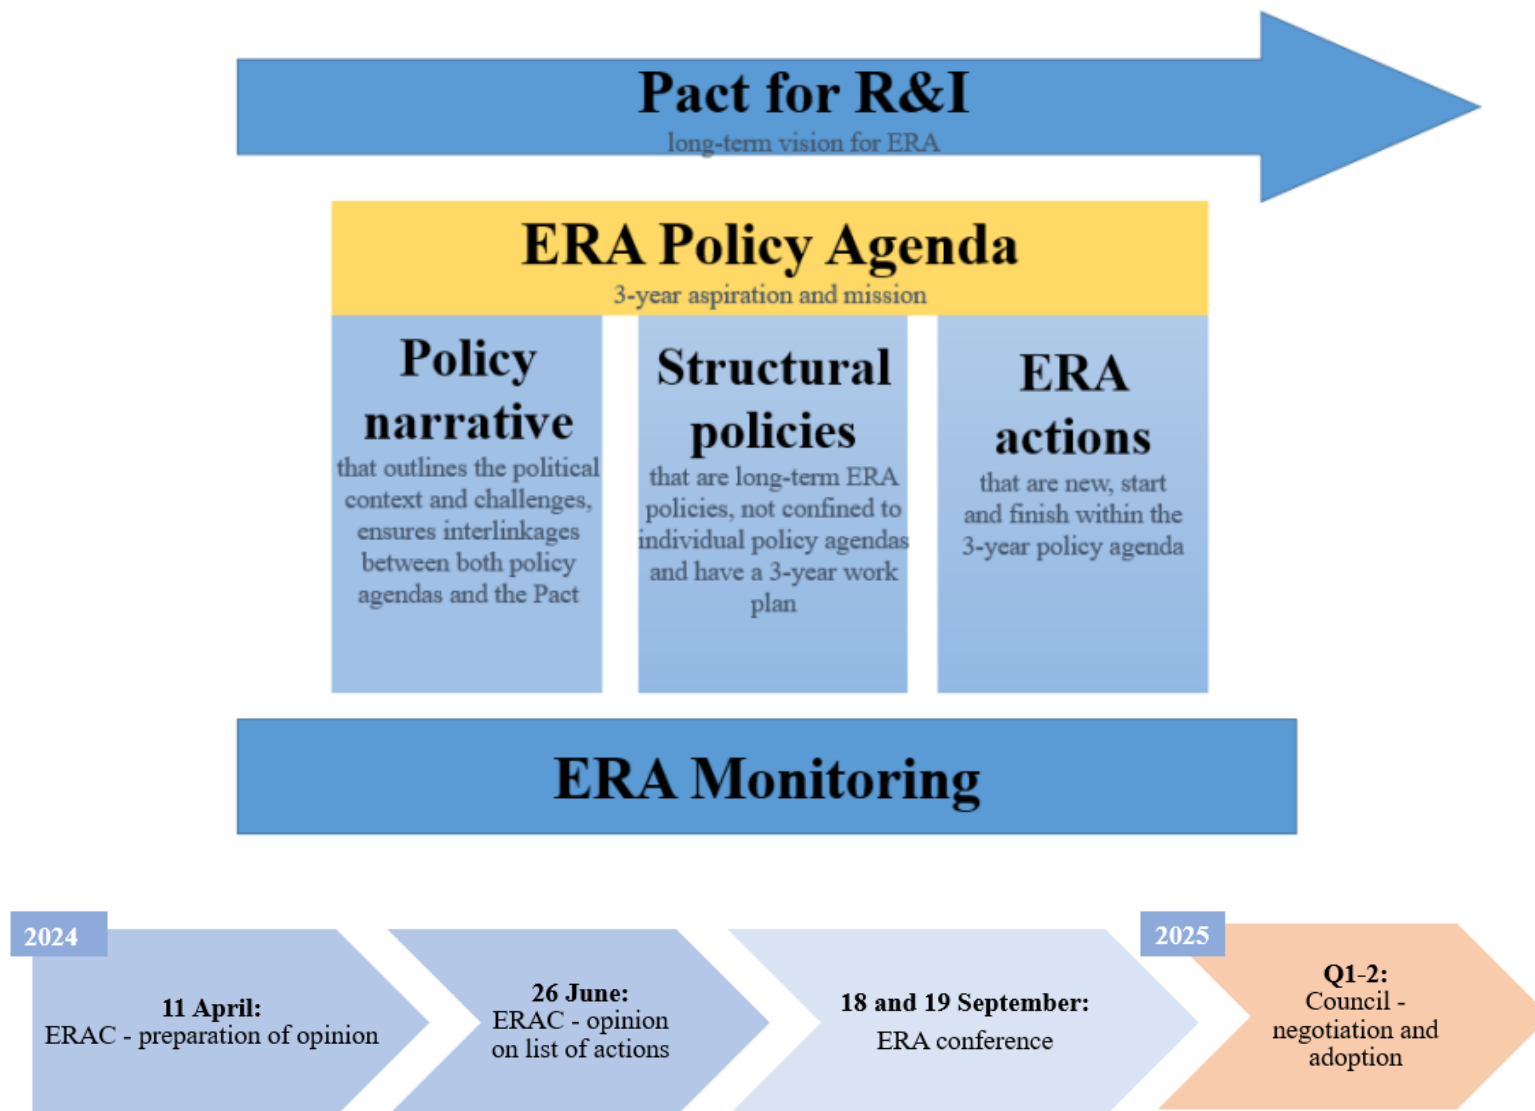 Pact for R&I
long-term vision for ERA
ERA Policy Agenda
3-year aspiration and mission
Policy
narrative
that outlines the political
context and challenges,
ensures interlinkages
between both policy
agendas and the Pact
Structural
policies
that are long-term ERA
policies, not confined to
individual policy agendas
and have a 3-year work
plan
ERA
actions
that are new, start
and finish within the
3-year policy agenda
ERA Monitoring
2024
11 April:
ERAC - preparation of opinion
26 June:
ERAC - opinion
on list of actions
18 and 19 September:
ERA conference
2025
Q1-2:
Council -
negotiation and
adoption